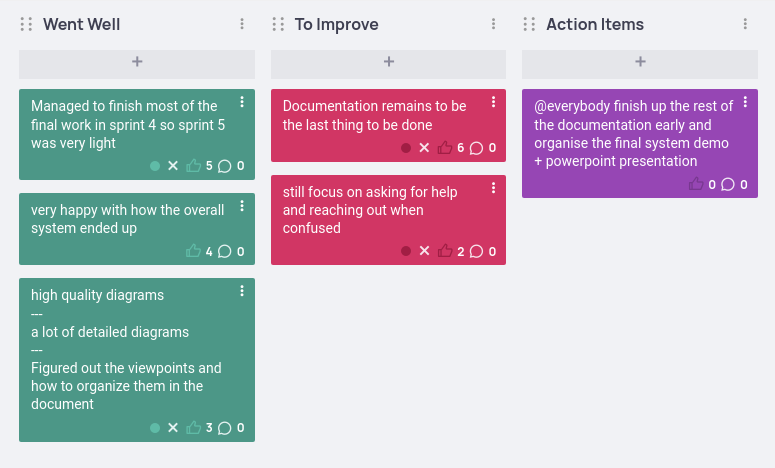 Went Well
+
Managed to finish most of the
final work in sprint 4 so sprint 5
was very light
5 0
very happy with how the overall
system ended up
4 0
high quality diagrams
---
a lot of detailed diagrams
---
Figured out the viewpoints and
how to organize them in the
document
3 0
To Improve
+
Documentation remains to be
the last thing to be done
6 0
still focus on asking for help
and reaching out when
confused
2 0
Action Items
+
@everybody finish up the rest of
the documentation early and
organise the final system demo
+ powerpoint presentation
0 0